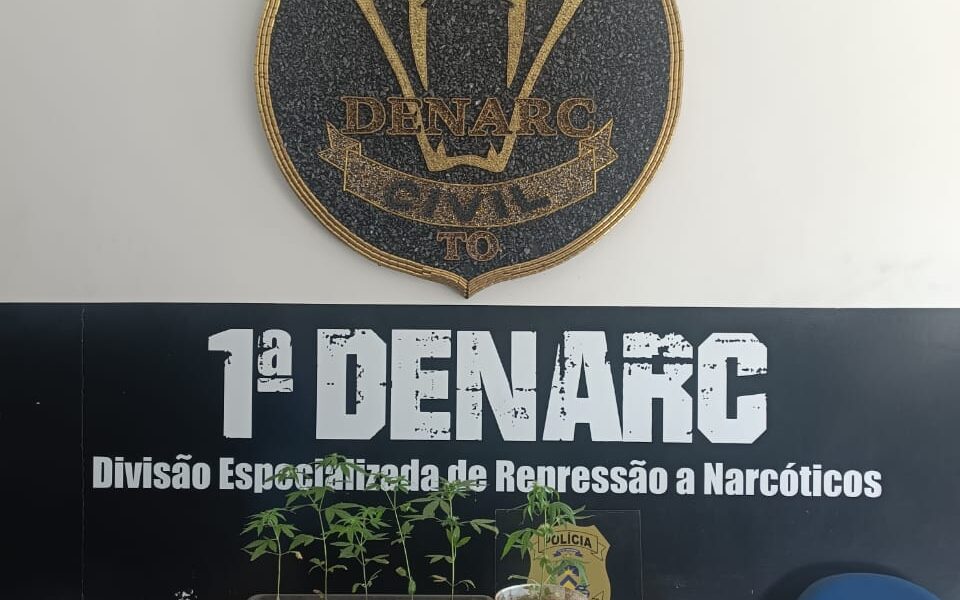 DENARC
CIVIL
TO
1ª DENARC
Divisão Especializada de Repressão a Narcóticos
POLÍCIA